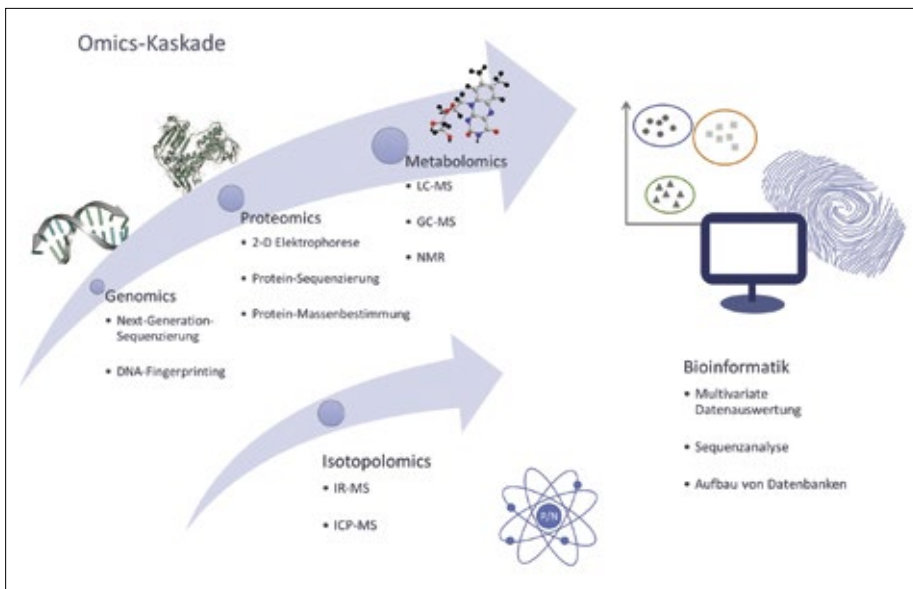 Omics-Kaskade
Genomics
• Next-Generation-
Sequenzierung
• DNA-Fingerprinting
Proteomics
• 2-D Elektrophorese
• Protein-Sequenzierung
• Protein-Massenbestimmung
Metabolomics
• LC-MS
• GC-MS
• NMR
Isotopolomics
• IR-MS
• ICP-MS
P/N
Bioinformatik
• Multivariate
Datenauswertung
• Sequenzanalyse
• Aufbau von Datenbanken